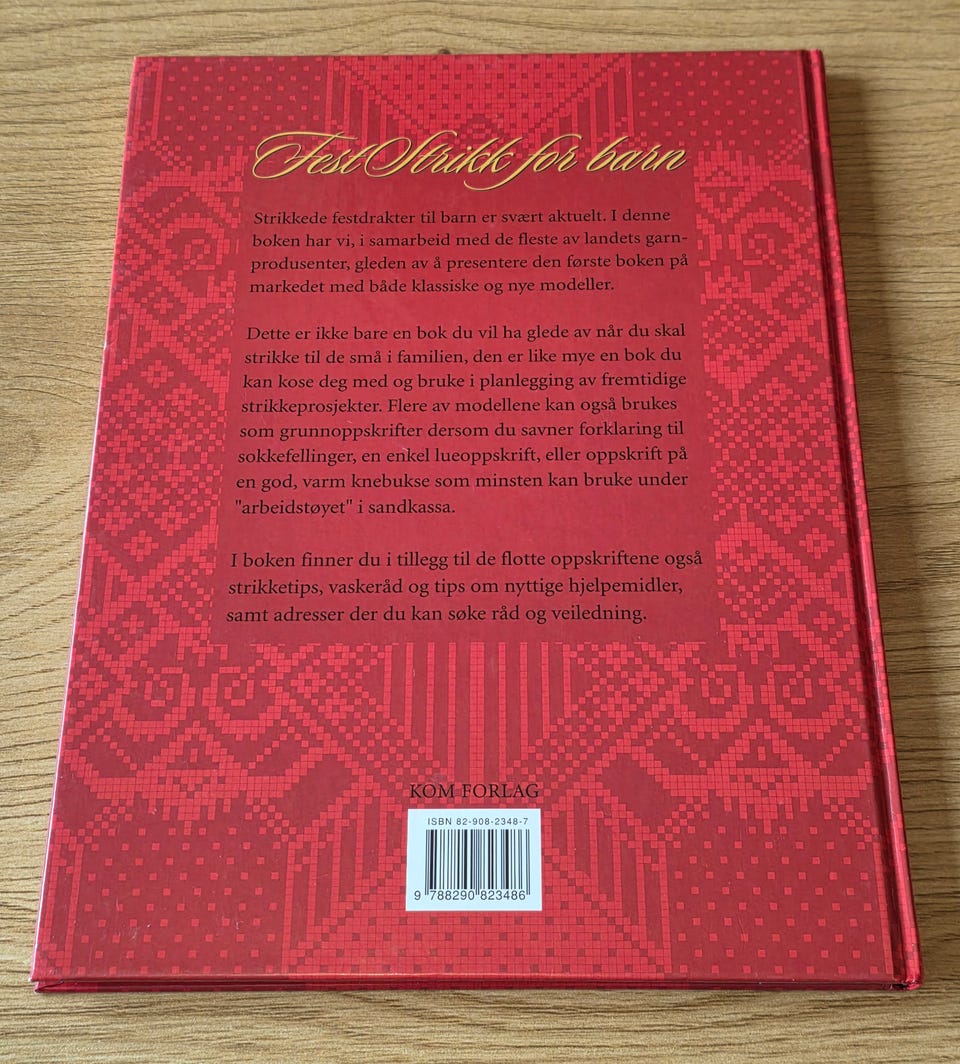 FestStrikk for barn
Strikkede festdrakter til barn er svært aktuelt. I denne
boken har vi, i samarbeid med de fleste av landets garn-
produsenter, gleden av å presentere den første boken på
markedet med både klassiske og nye modeller.
Dette er ikke bare en bok du vil ha glede av når du skal
strikke til de små i familien, den er like mye en bok du
kan kose deg med og bruke i planlegging av fremtidige
strikkeprosjekter. Flere av modellene kan også brukes
som grunnoppskrifter dersom du savner forklaring til
sokkefellinger, en enkel lueoppskrift, eller oppskrift på
en god, varm knebukse som minsten kan bruke under
"arbeidstøyet" i sandkassa.
I boken finner du i tillegg til de flotte oppskriftene også
strikketips, vaskeråd og tips om nyttige hjelpemidler,
samt adresser der du kan søke råd og veiledning.
KOM FORLAG
ISBN 82-908-2348-7
9 788290 823486